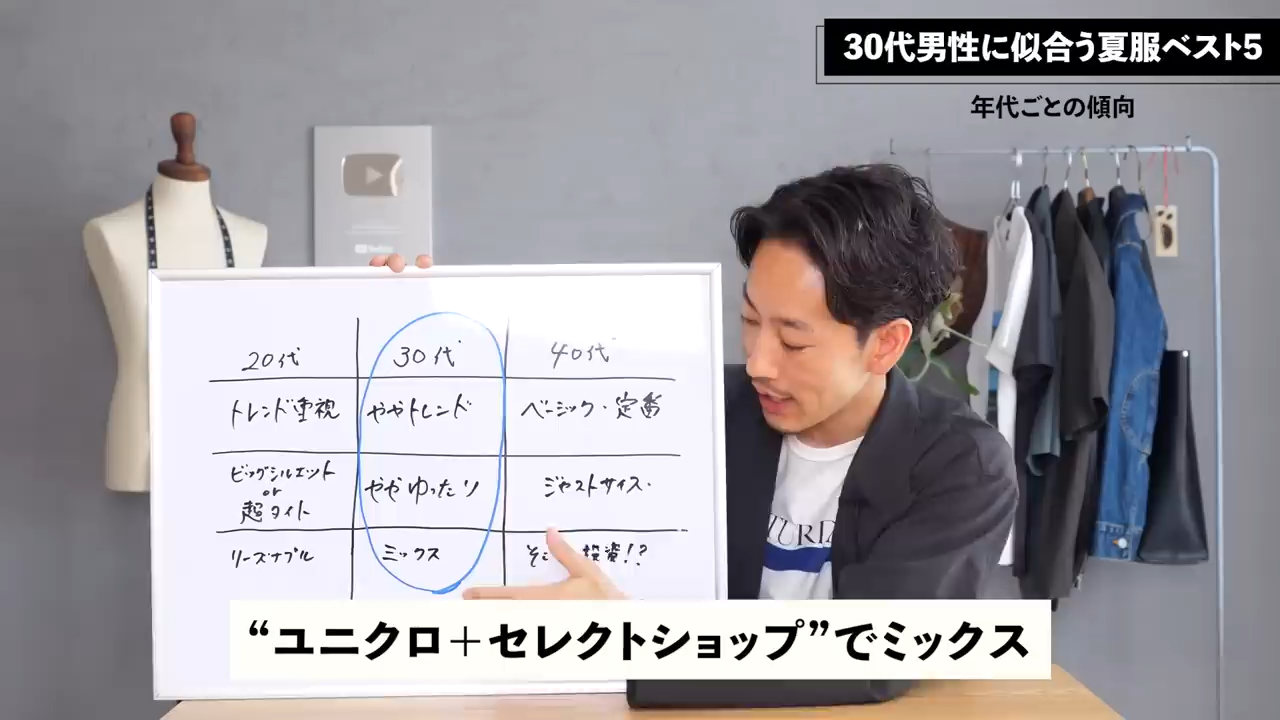 30代男性に似合う夏服ベスト5
年代ごとの傾向
20代 30代 40代
トレンド重視 ややトレンド ベーシック・定番
ビッグシルエット
or
超タイト
ややゆったり ジャストサイズ・
リーズナブル ミックス 投資!?
TURD
“ユニクロ+セレクトショップ”でミックス